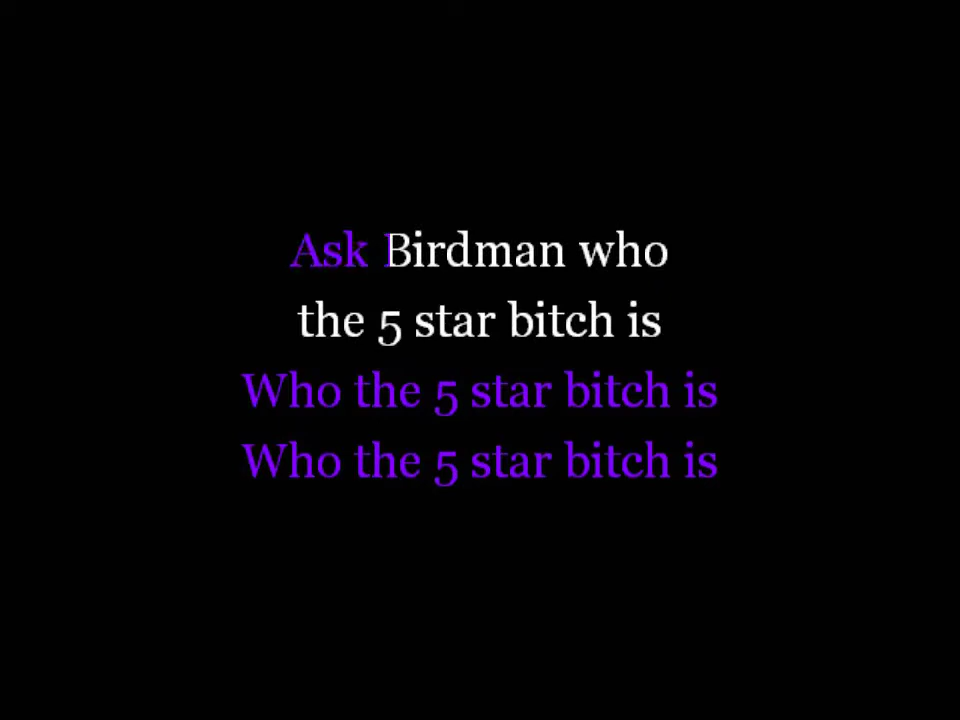 Ask Birdman who
the 5 star bitch is
Who the 5 star bitch is
Who the 5 star bitch is